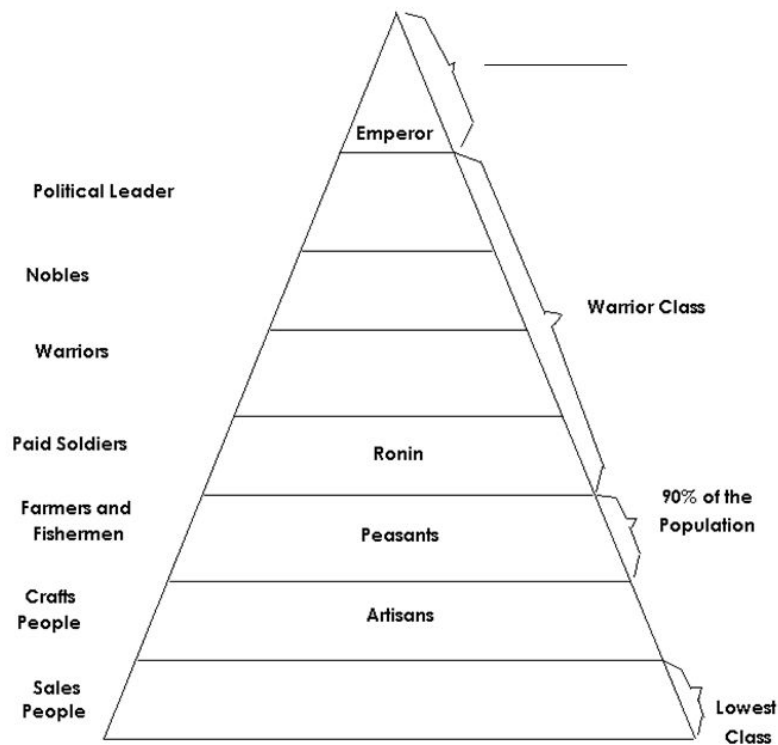 Emperor
Political Leader
Nobles
Warrior Class
Warriors
Paid Soldiers
Ronin
Farmers and
Fishermen
Peasants
90% of the
Population
Crafts
People
Artisans
Sales
People
Lowest
Class